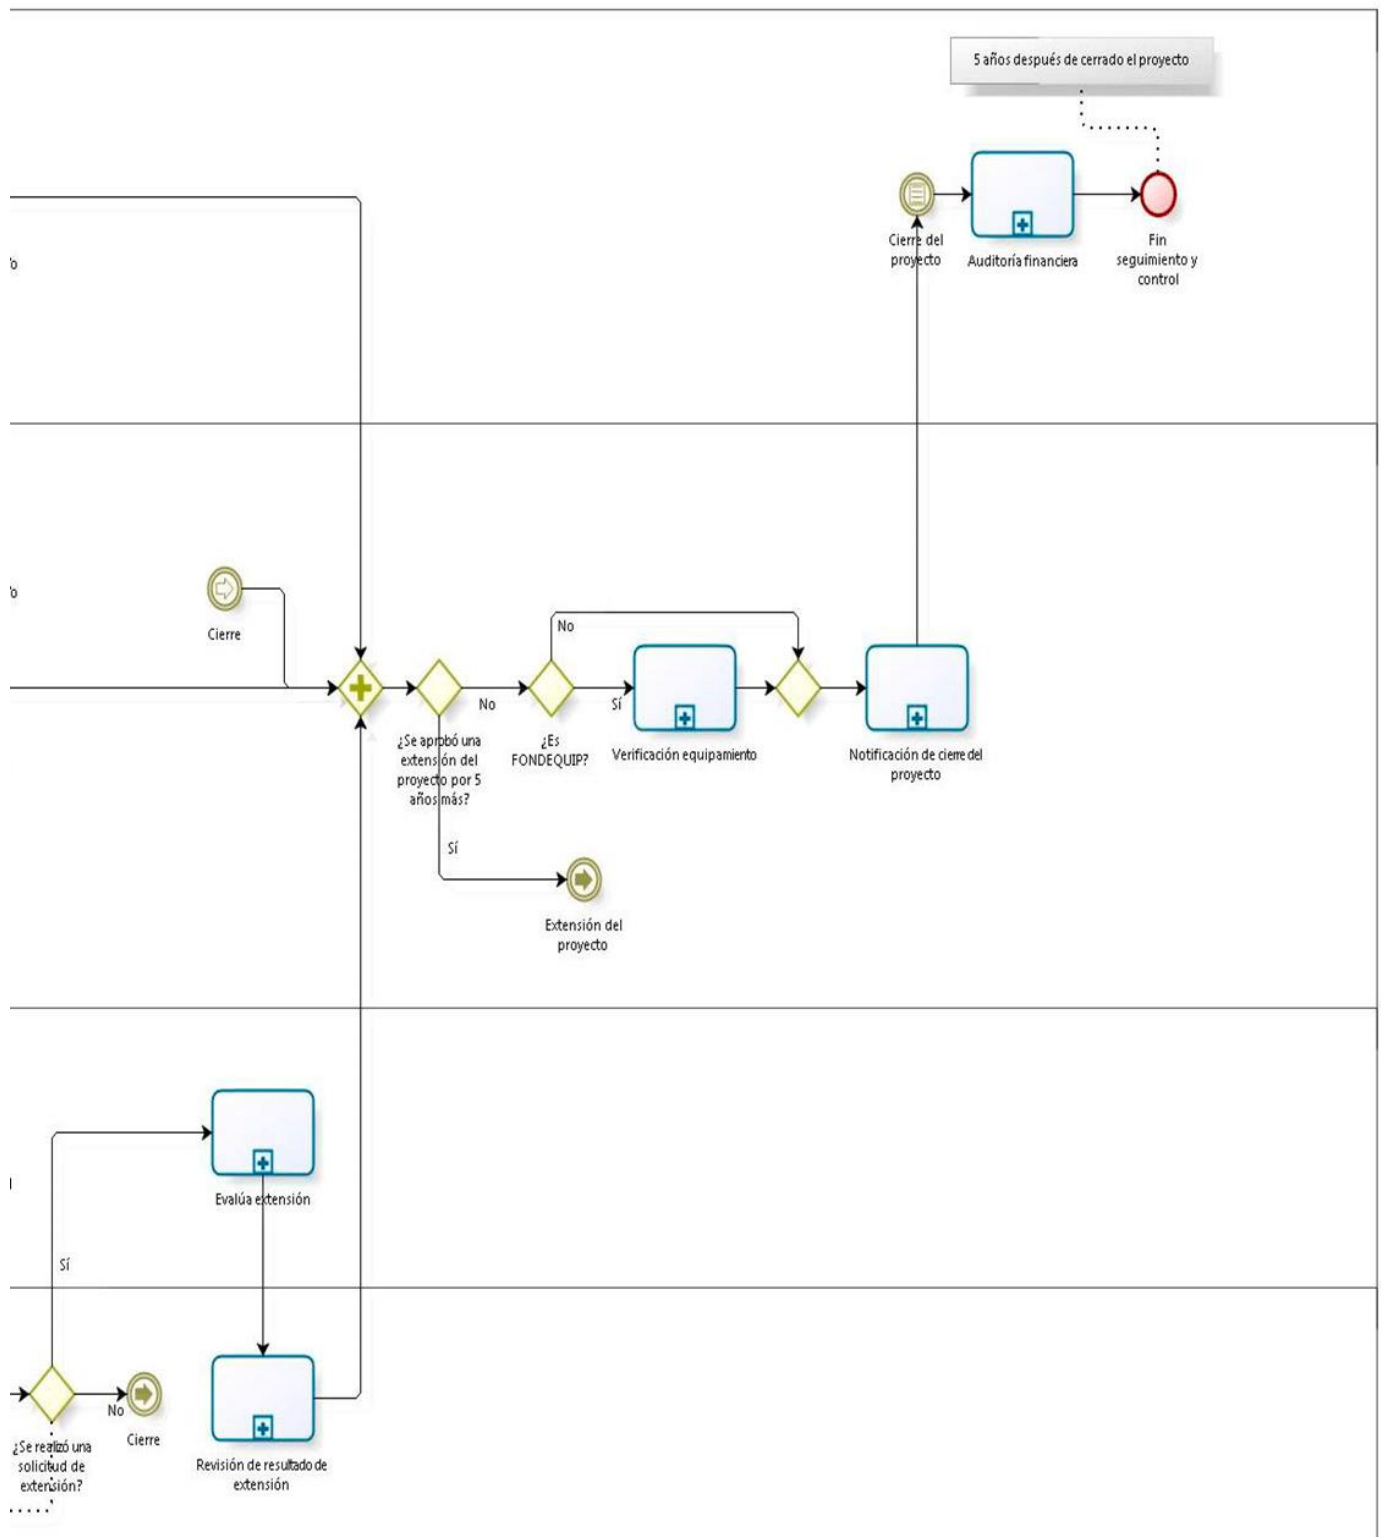 5 años después de cerrado el proyecto
Cierre del
proyecto
Auditoría financiera
Fin
seguimiento y
control
Cierre
No
No
Sí
¿Se aprobó una
extensión del
proyecto por 5
años más?
¿Es
FONDEQUIP?
Verificación equipamiento
Notificación de cierre del
proyecto
Sí
Extensión del
proyecto
Evalúa extensión
Sí
No
Cierre
¿Se realizó una
solicitud de
extensión?
Revisión de resultado de
extensión